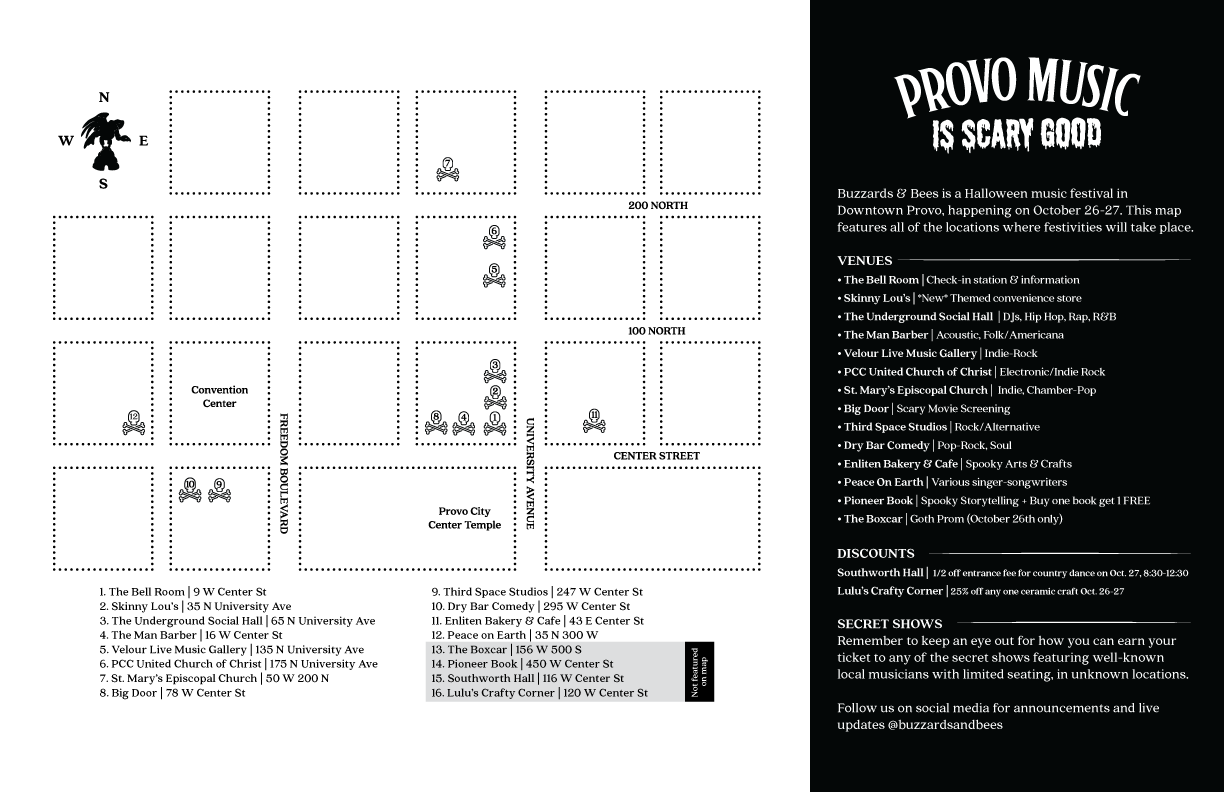 N
W E
S
7
200 NORTH
6
5
100 NORTH
Convention
Center
3
2
12
8 4 1
11
FREEDOM BOULEVARD
UNIVERSITY AVENUE
CENTER STREET
10 9
Provo City
Center Temple
1. The Bell Room | 9 W Center St
2. Skinny Lou's | 35 N University Ave
3. The Underground Social Hall | 65 N University Ave
4. The Man Barber | 16 W Center St
5. Velour Live Music Gallery | 135 N University Ave
6. PCC United Church of Christ | 175 N University Ave
7. St. Mary's Episcopal Church | 50 W 200 N
8. Big Door | 78 W Center St
9. Third Space Studios | 247 W Center St
10. Dry Bar Comedy | 295 W Center St
11. Enliten Bakery & Cafe | 43 E Center St
12. Peace on Earth | 35 N 300 W
13. The Boxcar | 156 W 500 S
14. Pioneer Book | 450 W Center St
15. Southworth Hall | 116 W Center St
16. Lulu's Crafty Corner | 120 W Center St
Not featured
on map
PROVO MUSIC
IS SCARY GOOD
Buzzards & Bees is a Halloween music festival in
Downtown Provo, happening on October 26-27. This map
features all of the locations where festivities will take place.
VENUES
• The Bell Room | Check-in station & information
• Skinny Lou's | *New* Themed convenience store
• The Underground Social Hall | DJs, Hip Hop, Rap, R&B
• The Man Barber | Acoustic, Folk/Americana
• Velour Live Music Gallery | Indie-Rock
• PCC United Church of Christ | Electronic/Indie Rock
• St. Mary's Episcopal Church | Indie, Chamber-Pop
• Big Door | Scary Movie Screening
• Third Space Studios | Rock/Alternative
• Dry Bar Comedy | Pop-Rock, Soul
• Enliten Bakery & Cafe | Spooky Arts & Crafts
• Peace On Earth | Various singer-songwriters
• Pioneer Book | Spooky Storytelling + Buy one book get 1 FREE
• The Boxcar | Goth Prom (October 26th only)
DISCOUNTS
Southworth Hall | 1/2 off entrance fee for country dance on Oct. 27, 8:30-12:30
Lulu's Crafty Corner | 25% off any one ceramic craft Oct. 26-27
SECRET SHOWS
Remember to keep an eye out for how you can earn your
ticket to any of the secret shows featuring well-known
local musicians with limited seating, in unknown locations.
Follow us on social media for announcements and live
updates @buzzardsandbees